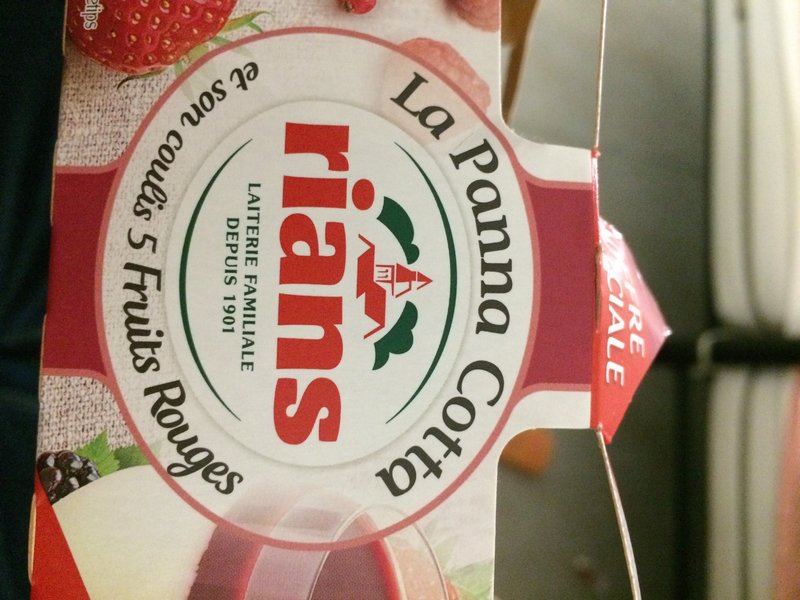 La Panna Cotta
rians
LAITERIE FAMILIALE
DEPUIS 1901
et son coulis 5 Fruits Rouges